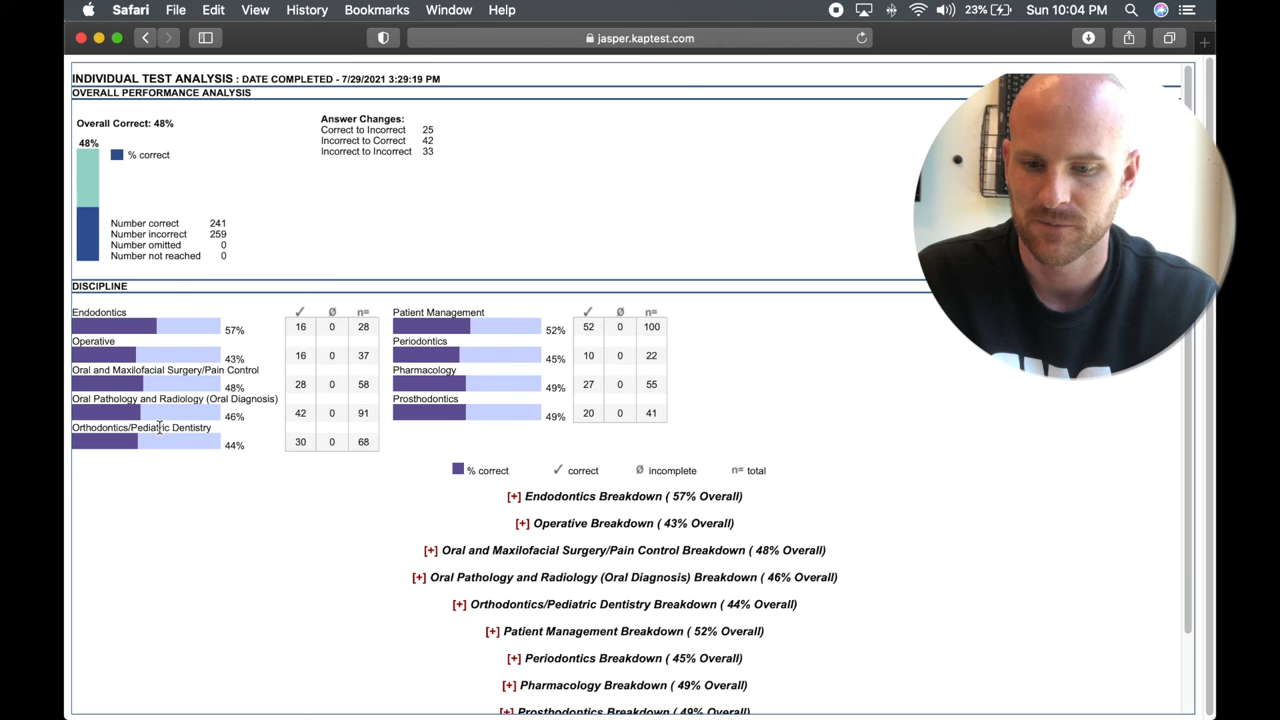 Safari File Edit View History Bookmarks Window Help 23% Sun 10:04 PM
jasper.kaptest.com
INDIVIDUAL TEST ANALYSIS : DATE COMPLETED - 7/29/2021 3:29:19 PM
OVERALL PERFORMANCE ANALYSIS
Overall Correct: 48%
48%
% correct
Number correct 241
Number incorrect 259
Number omitted 0
Number not reached 0
Answer Changes:
Correct to Incorrect 25
Incorrect to Correct 42
Incorrect to Incorrect 33
DISCIPLINE
✓ Ø n=
Endodontics
57% 16 0 28
Operative
43% 16 0 37
Oral and Maxilofacial Surgery/Pain Control
48% 28 0 58
Oral Pathology and Radiology (Oral Diagnosis)
46% 42 0 91
Orthodontics/Pediatric Dentistry
44% 30 0 68
✓ Ø n=
Patient Management
52% 52 0 100
Periodontics
45% 10 0 22
Pharmacology
49% 27 0 55
Prosthodontics
49% 20 0 41
% correct ✓ correct Ø incomplete n= total
[+] Endodontics Breakdown ( 57% Overall)
[+] Operative Breakdown ( 43% Overall)
[+] Oral and Maxilofacial Surgery/Pain Control Breakdown ( 48% Overall)
[+] Oral Pathology and Radiology (Oral Diagnosis) Breakdown ( 46% Overall)
[+] Orthodontics/Pediatric Dentistry Breakdown ( 44% Overall)
[+] Patient Management Breakdown ( 52% Overall)
[+] Periodontics Breakdown ( 45% Overall)
[+] Pharmacology Breakdown ( 49% Overall)
[+] Prosthodontics Breakdown ( 49% Overall)